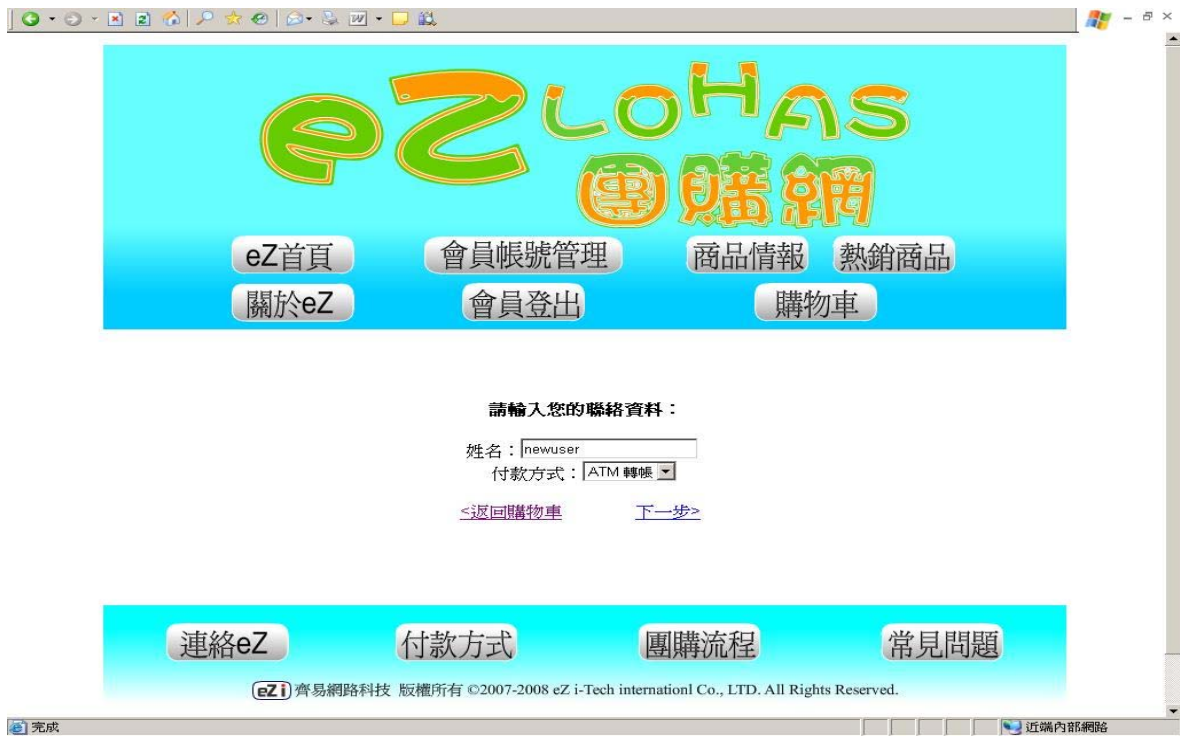 eZ LOHAS
團購網
eZ首頁 會員帳號管理 商品情報 熱銷商品
關於eZ 會員登出 購物車
請輸入您的聯絡資料：
姓名：newuser
付款方式：ATM 轉帳
<返回購物車 下一步>
連絡eZ 付款方式 團購流程 常見問題
eZ i 齊易網路科技 版權所有 ©2007-2008 eZ i-Tech internationl Co., LTD. All Rights Reserved.
完成 近端內部網路